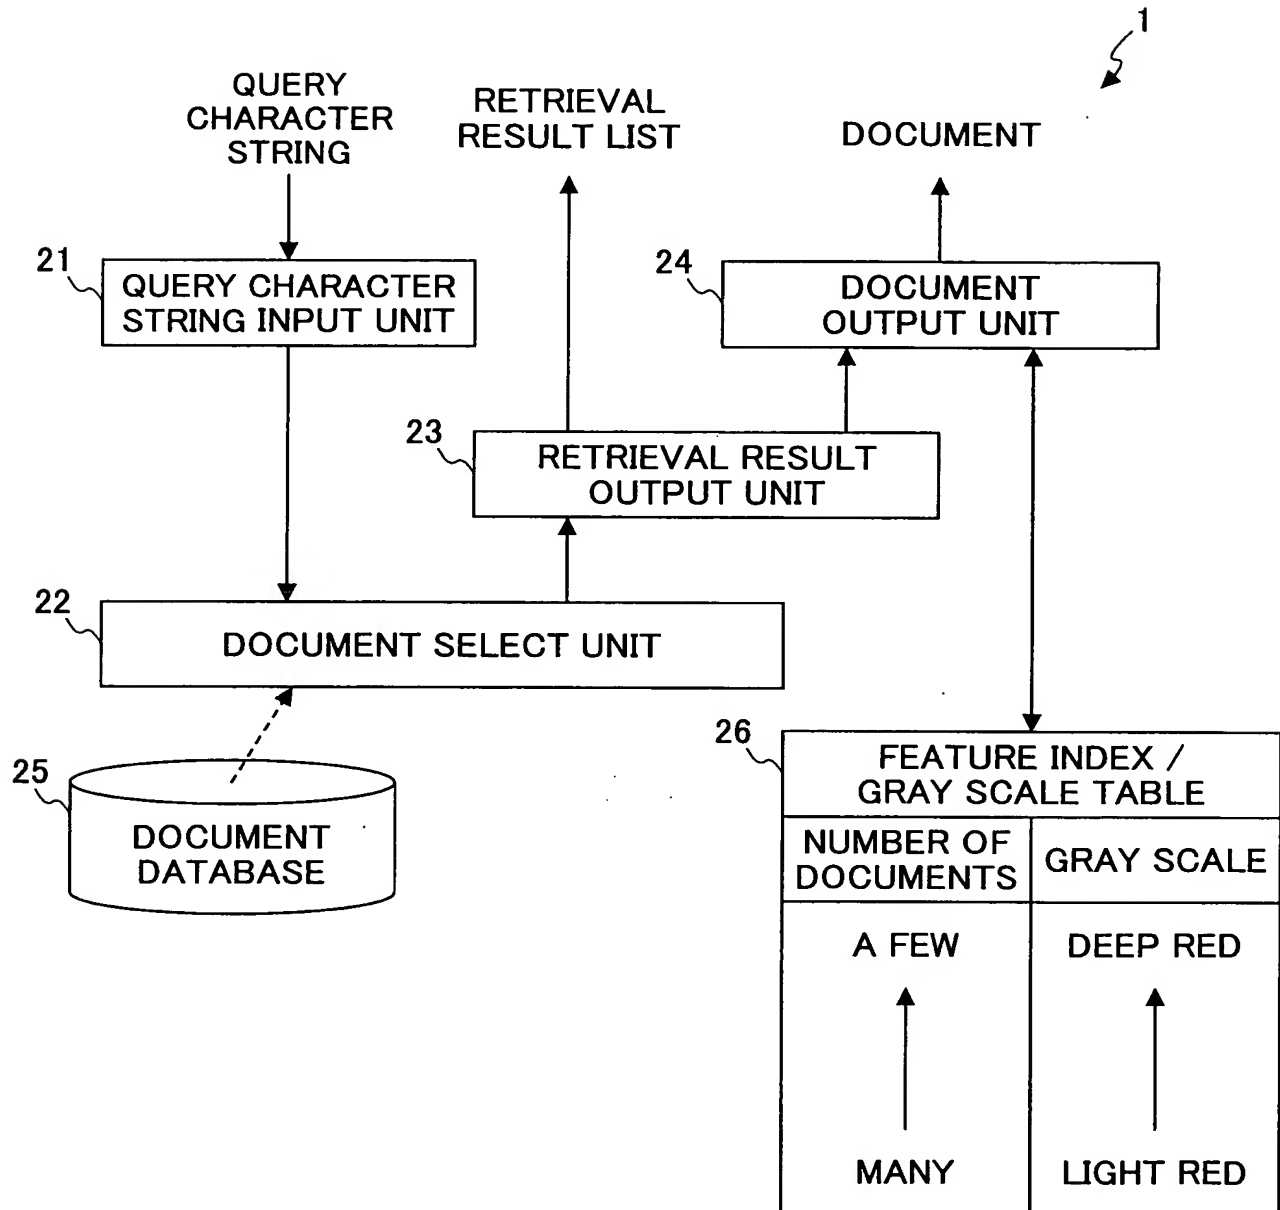 1
QUERY
CHARACTER
STRING
RETRIEVAL
RESULT LIST
DOCUMENT
21
QUERY CHARACTER
STRING INPUT UNIT
24
DOCUMENT
OUTPUT UNIT
23
RETRIEVAL RESULT
OUTPUT UNIT
22
DOCUMENT SELECT UNIT
25
DOCUMENT
DATABASE
26
FEATURE INDEX /
GRAY SCALE TABLE
NUMBER OF
DOCUMENTS
GRAY SCALE
A FEW
DEEP RED
MANY
LIGHT RED